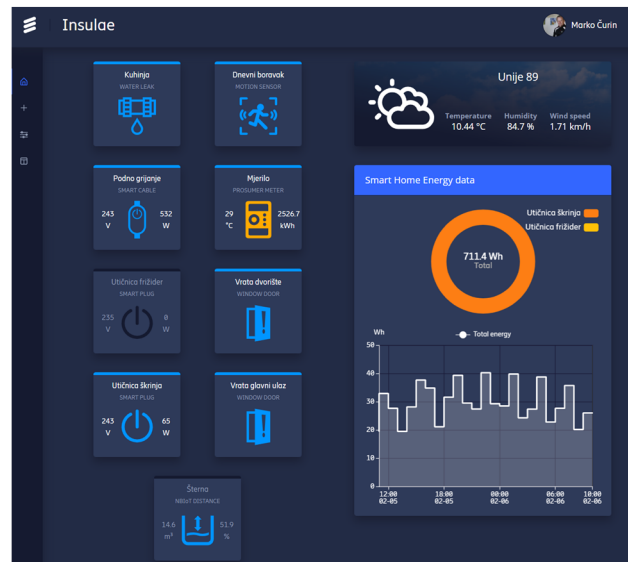 Insulae
Marko Čurin
Kuhinja
WATER LEAK
Dnevni boravak
MOTION SENSOR
Unije 89
Temperature
10.44 °C
Humidity
84.7 %
Wind speed
1.71 km/h
Podno grijanje
SMART CABLE
243
V
532
W
Mjerilo
PROSUMER METER
29
°C
2526.7
kWh
Smart Home Energy data
Utičnica škrinja
Utičnica frižider
711.4 Wh
Total
Utičnica frižider
SMART PLUG
235
V
0
W
Vrata dvorište
WINDOW DOOR
Utičnica škrinja
SMART PLUG
243
V
65
W
Vrata glavni ulaz
WINDOW DOOR
Šterna
NBIOT DISTANCE
14.6
m³
51.9
%
Wh
Total energy
50
40
30
20
10
0
12:00
02-05
18:00
02-05
00:00
02-06
06:00
02-06
10:00
02-06